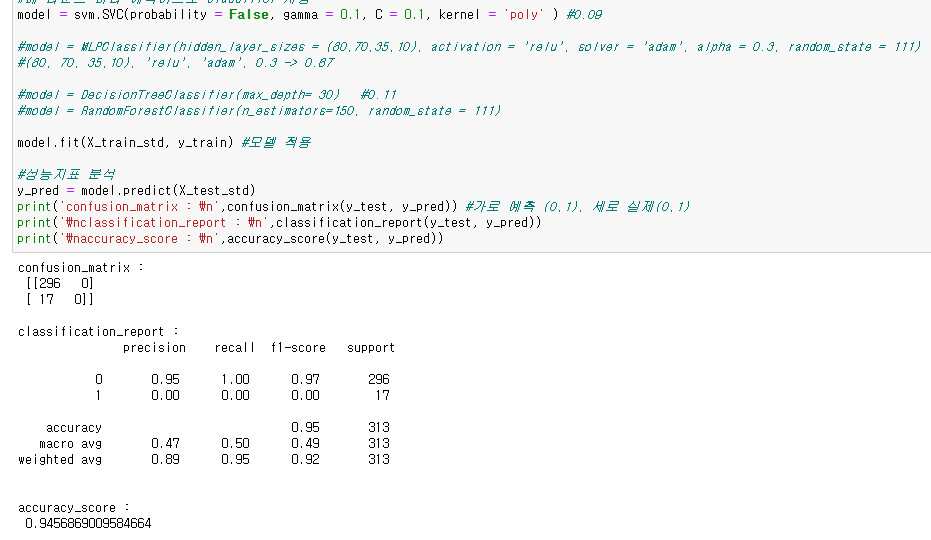 model = svm.SVC(probability = False, gamma = 0.1, C = 0.1, kernel = 'poly' ) #0.09
#model = MLPClassifier(hidden_layer_sizes = (60,70,35,10), activation = 'relu', solver = 'adam', alpha = 0.3, random_state = 111)
#(60, 70, 35,10), 'relu', 'adam', 0.3 -> 0.67
#model = DecisionTreeClassifier(max_depth= 30)   #0.11
#model = RandomForestClassifier(n_estimators=150, random_state = 111)
model.fit(X_train_std, y_train) #모델 적용
#성능지표 분석
y_pred = model.predict(X_test_std)
print('confusion_matrix : ₩n',confusion_matrix(y_test, y_pred)) #가로 예측 (0,1), 세로 실제(0,1)
print('₩nclassification_report : ₩n',classification_report(y_test, y_pred))
print('₩naccuracy_score : ₩n',accuracy_score(y_test, y_pred))
confusion_matrix :
[[296   0]
[ 17   0]]
classification_report :
precision    recall  f1-score   support
0       0.95      1.00      0.97       296
1       0.00      0.00      0.00        17
accuracy                           0.95       313
macro avg       0.47      0.50      0.49       313
weighted avg       0.89      0.95      0.92       313
accuracy_score :
0.9456869009584664